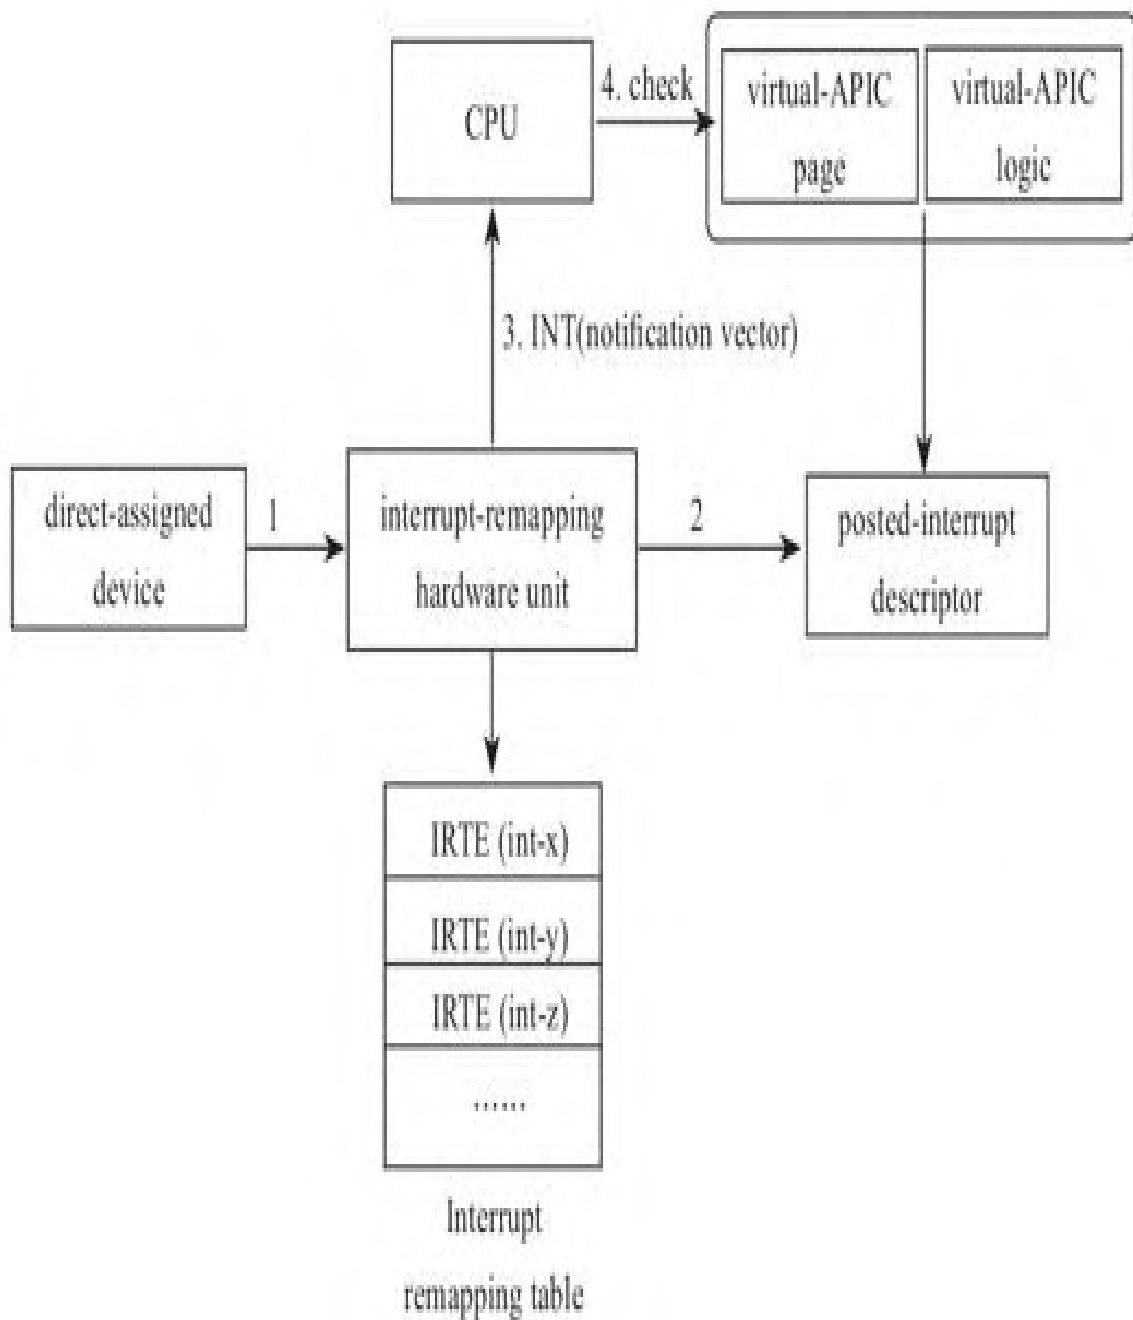 CPU
4. check
virtual-APIC
page
virtual-APIC
logic
3. INT(notification vector)
direct-assigned
device
1
interrupt-remapping
hardware unit
2
posted-interrupt
descriptor
IRTE (int-x)
IRTE (int-y)
IRTE (int-z)
......
Interrupt
remapping table